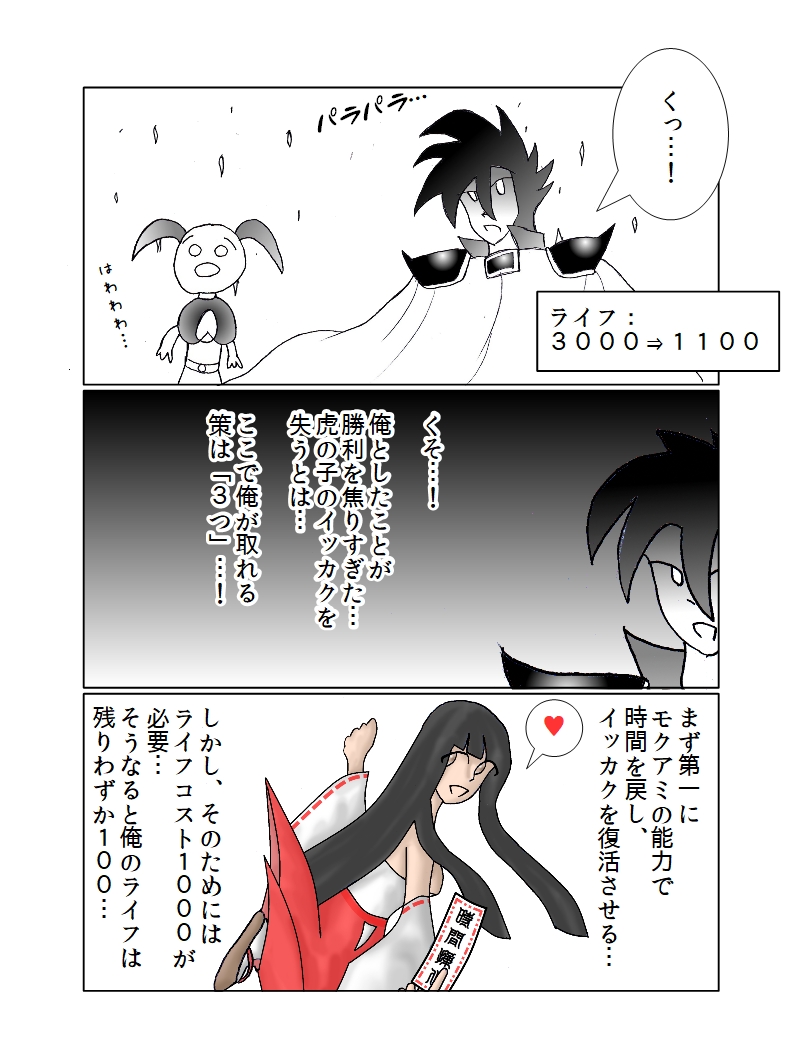 くっ…！
パラパラ…
はわわわ…
ライフ：
３０００⇒１１００
くそ…！
俺としたことが
勝利を焦りすぎた…
虎の子のイッカクを
失うとは…
ここで俺が取れる
策は「３つ」…！
まず第一に
モクアミの能力で
時間を戻し、
イッカクを復活させる…
♥
しかし、そのためには
ライフコスト１０００が
必要…
そうなると俺のライフは
残りわずか１００…